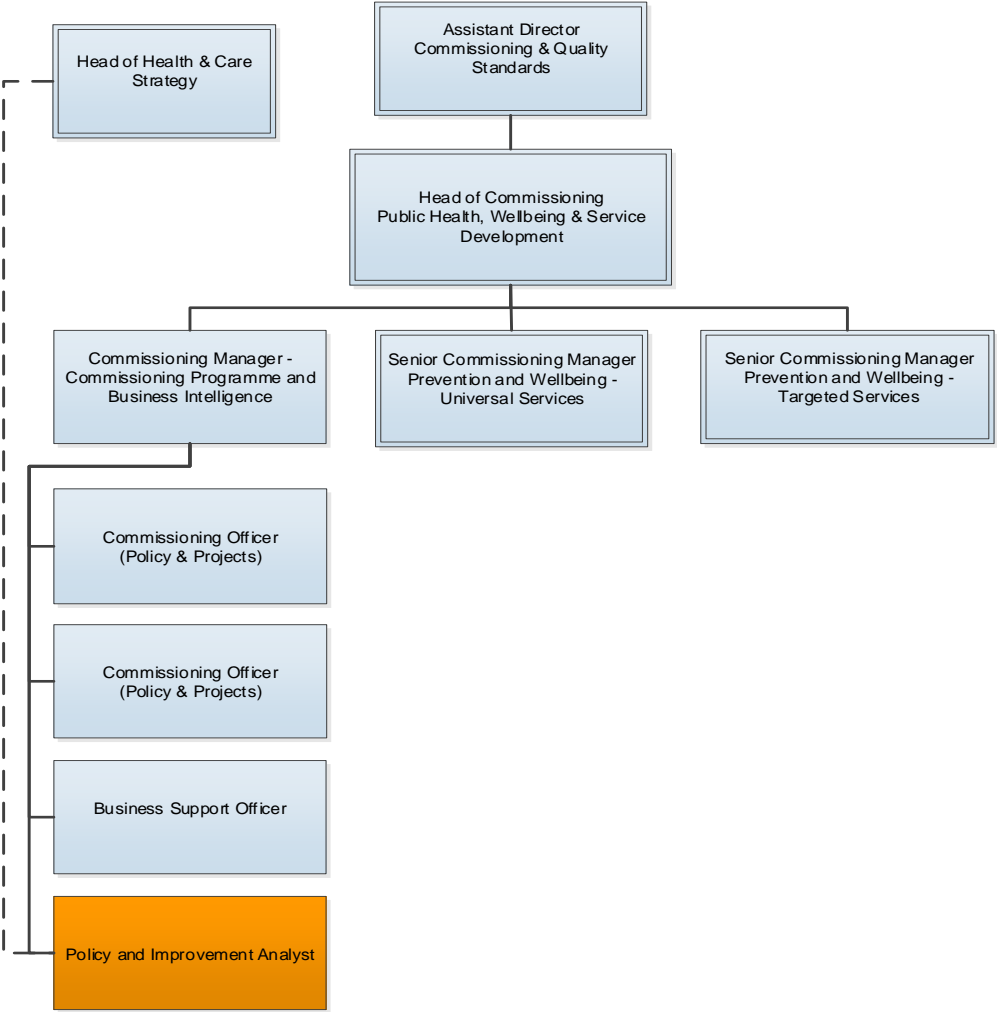 Head of Health & Care
Strategy
Assistant Director
Commissioning & Quality
Standards
Head of Commissioning
Public Health, Wellbeing & Service
Development
Commissioning Manager -
Commissioning Programme and
Business Intelligence
Senior Commissioning Manager
Prevention and Wellbeing -
Universal Services
Senior Commissioning Manager
Prevention and Wellbeing -
Targeted Services
Commissioning Officer
(Policy & Projects)
Commissioning Officer
(Policy & Projects)
Business Support Officer
Policy and Improvement Analyst